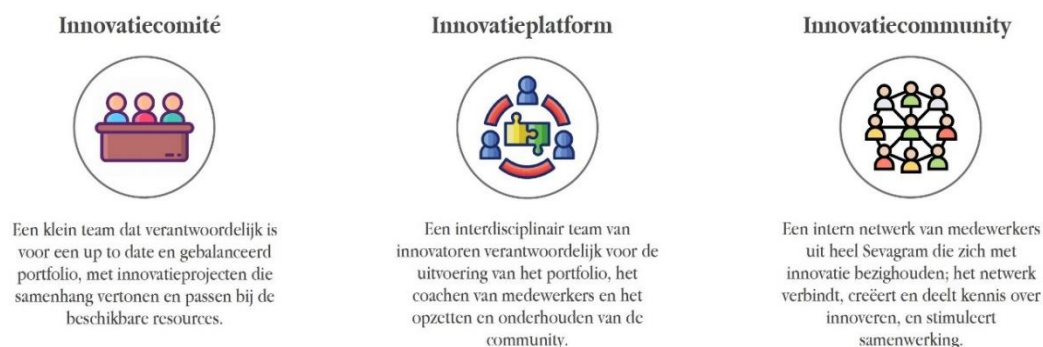 Innovatiecomité
Een klein team dat verantwoordelijk is
voor een up to date en gebalanceerd
portfolio, met innovatieprojecten die
samenhang vertonen en passen bij de
beschikbare resources.
Innovatieplatform
Een interdisciplinair team van
innovatoren verantwoordelijk voor de
uitvoering van het portfolio, het
coachen van medewerkers en het
opzetten en onderhouden van de
community.
Innovatiecommunity
Een intern netwerk van medewerkers
uit heel Sevagram die zich met
innovatie bezighouden; het netwerk
verbindt, creëert en deelt kennis over
innoveren, en stimuleert
samenwerking.